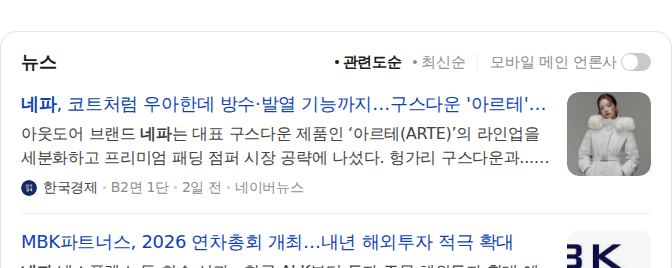 뉴스
• 관련도순 • 최신순 모바일 메인 언론사
네파, 코트처럼 우아한데 방수·발열 기능까지...구스다운 '아르테'...
아웃도어 브랜드 네파는 대표 구스다운 제품인 ‘아르테(ARTE)’의 라인업을
세분화하고 프리미엄 패딩 점퍼 시장 공략에 나섰다. 헝가리 구스다운과......
한국경제 · B2면 1단 · 2일 전 · 네이버뉴스
MBK파트너스, 2026 연차총회 개최...내년 해외투자 적극 확대
BK